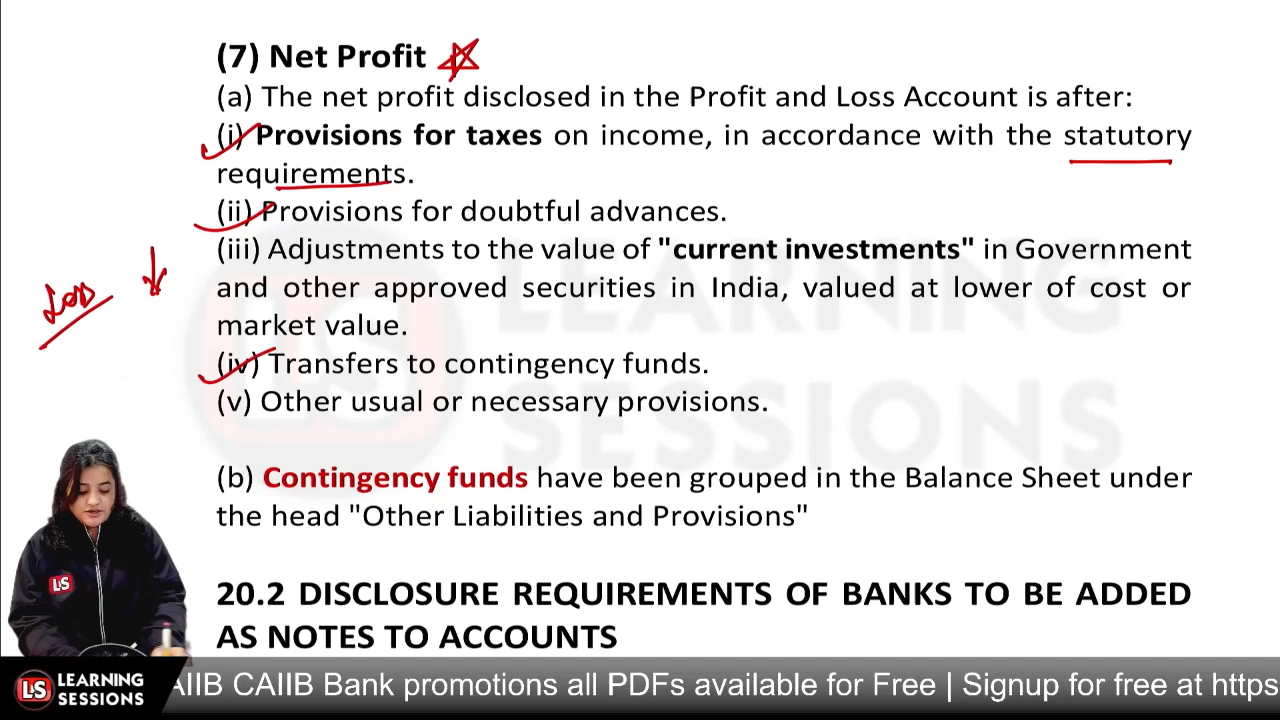 (7) Net Profit
(a) The net profit disclosed in the Profit and Loss Account is after:
(i) Provisions for taxes on income, in accordance with the statutory
requirements.
(ii) Provisions for doubtful advances.
(iii) Adjustments to the value of "current investments" in Government
and other approved securities in India, valued at lower of cost or
market value.
Loss
(iv) Transfers to contingency funds.
(v) Other usual or necessary provisions.
(b) Contingency funds have been grouped in the Balance Sheet under
the head "Other Liabilities and Provisions"
20.2 DISCLOSURE REQUIREMENTS OF BANKS TO BE ADDED
AS NOTES TO ACCOUNTS
LEARNING
SESSIONS
LS
LS LEARNING
SESSIONS
AIIB CAIIB Bank promotions all PDFs available for Free | Signup for free at https